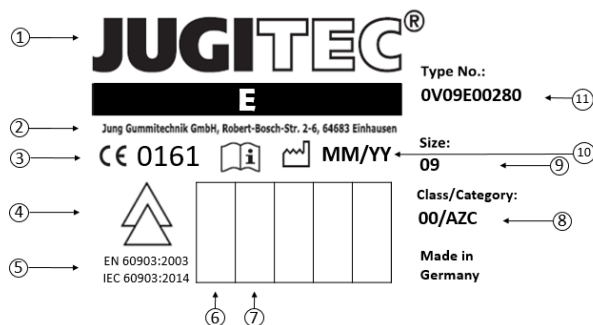 ① JUGITEC®
E
② Jung Gummitechnik GmbH, Robert-Bosch-Str. 2-6, 64683 Einhausen
③ CE 0161 i MM/YY ⑩
④
⑤ EN 60903:2003
IEC 60903:2014
⑥ ⑦
Type No.:
0V09E00280 ⑪
Size:
09 ⑨
Class/Category:
00/AZC ⑧
Made in
Germany